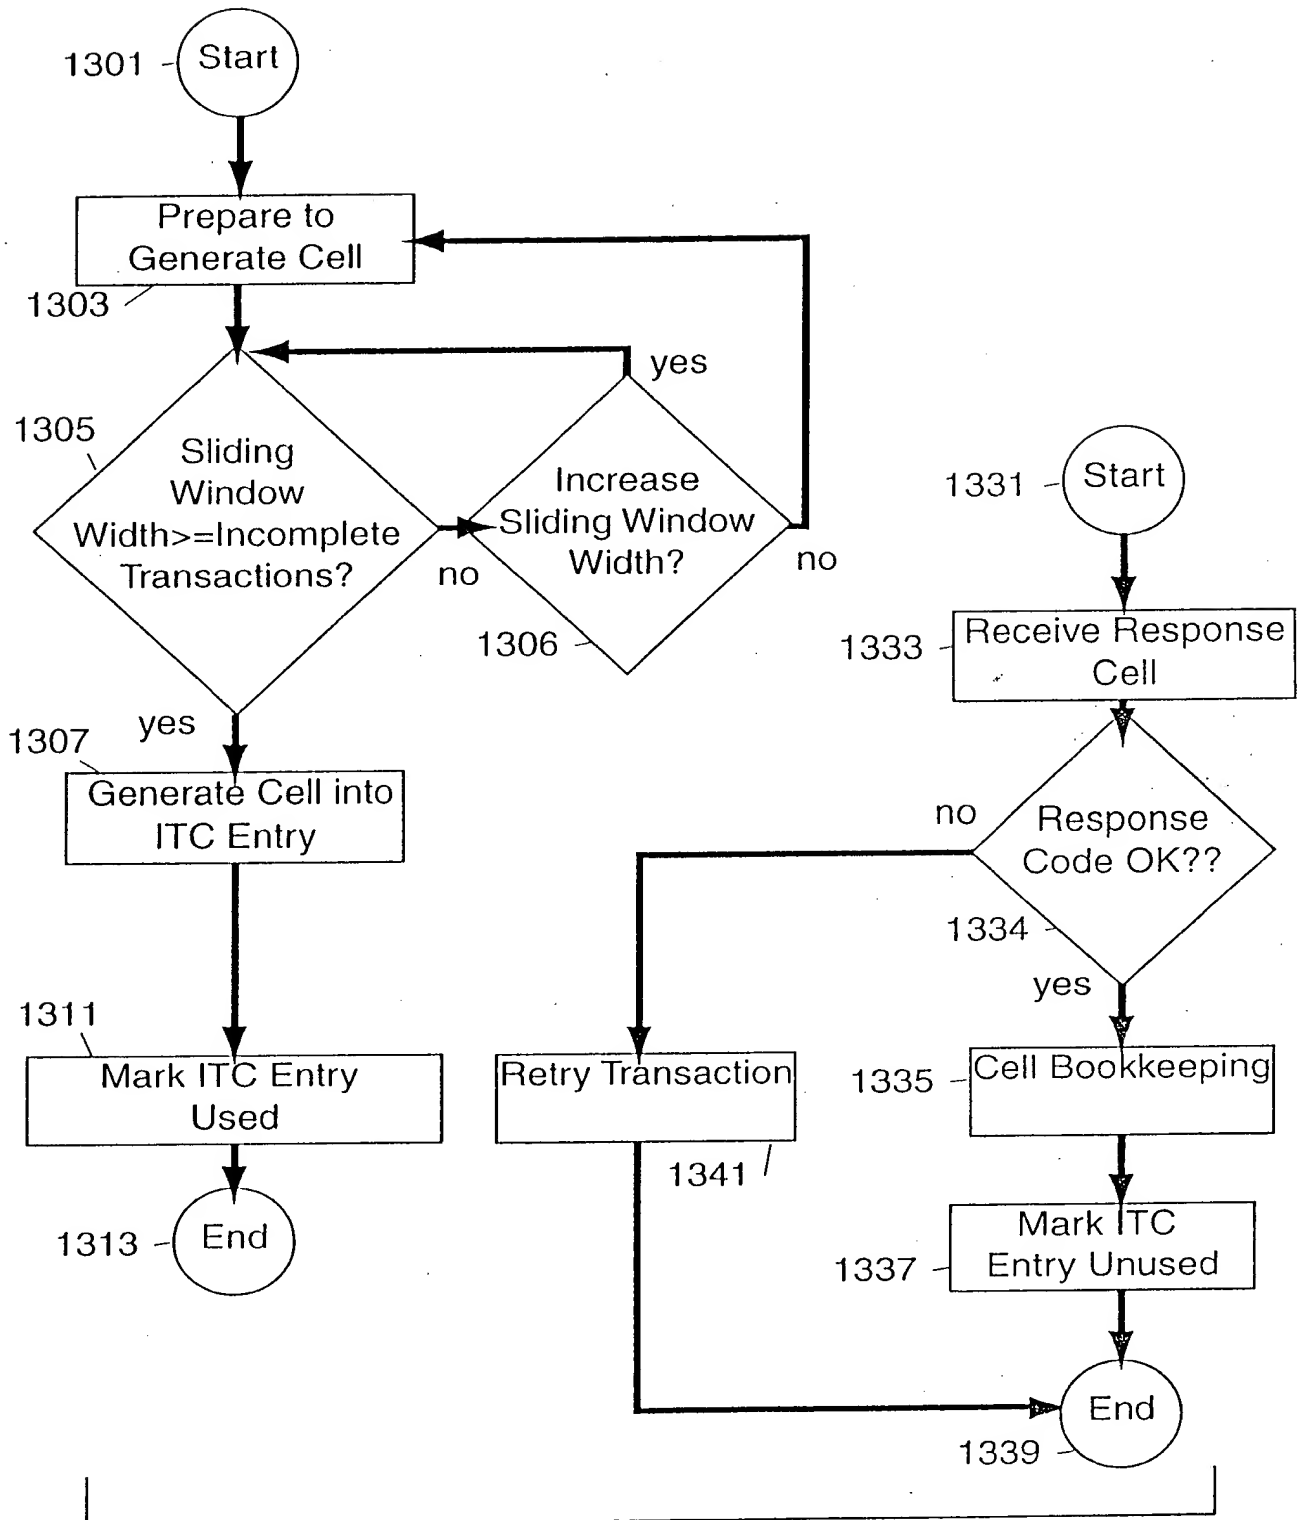 1301
Start
Prepare to
Generate Cell
1303
yes
1305
Sliding
Window
Width>=Incomplete
Transactions?
no
Increase
Sliding Window
Width?
no
1306
yes
1307
Generate Cell into
ITC Entry
1311
Mark ITC Entry
Used
1313
End
1331
Start
1333
Receive Response
Cell
no
Response
Code OK??
1334
yes
Retry Transaction
1341
1335
Cell Bookkeeping
Mark ITC
Entry Unused
1337
End
1339